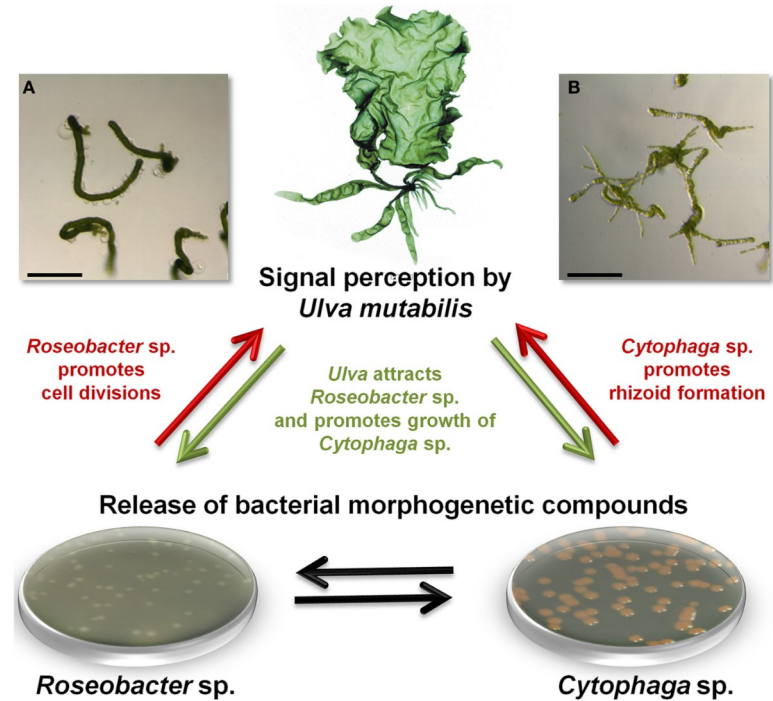 A
B
Signal perception by
Ulva mutabilis
Roseobacter sp.
promotes
cell divisions
Ulva attracts
Roseobacter sp.
and promotes growth of
Cytophaga sp.
Cytophaga sp.
promotes
rhizoid formation
Release of bacterial morphogenetic compounds
Roseobacter sp.
Cytophaga sp.